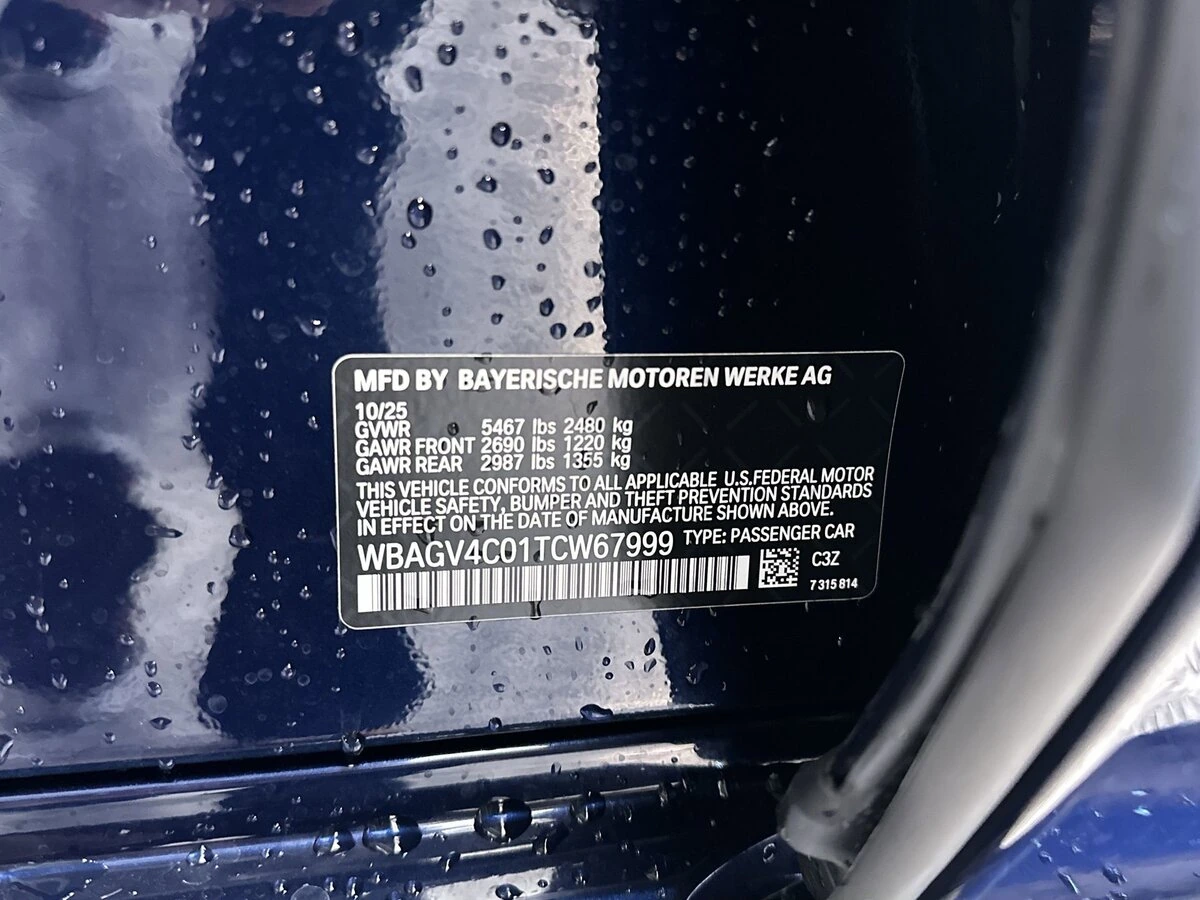 MFD BY BAYERISCHE MOTOREN WERKE AG
10/25
GVWR 5467 lbs 2480 kg
GAWR FRONT 2690 lbs 1220 kg
GAWR REAR 2987 lbs 1355 kg
THIS VEHICLE CONFORMS TO ALL APPLICABLE U.S.FEDERAL MOTOR
VEHICLE SAFETY, BUMPER AND THEFT PREVENTION STANDARDS
IN EFFECT ON THE DATE OF MANUFACTURE SHOWN ABOVE.
WBAGV4C01TCW67999 TYPE: PASSENGER CAR
C3Z
7 315 814